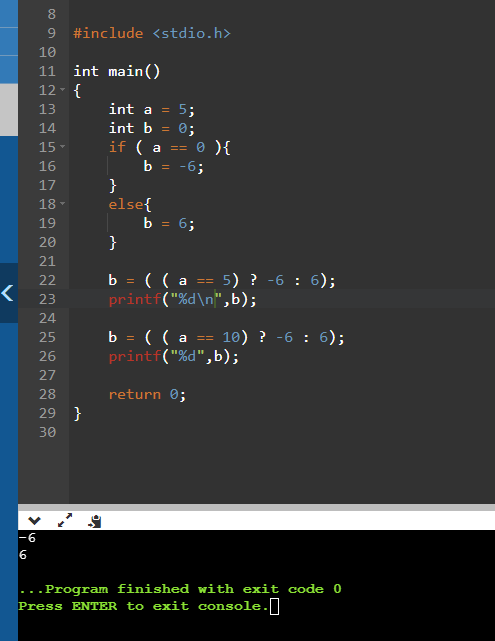 8
9 #include <stdio.h>
10
11 int main()
12 {
13     int a = 5;
14     int b = 0;
15     if ( a == 0 ){
16         b = -6;
17     }
18     else{
19         b = 6;
20     }
21
22     b = ( ( a == 5) ? -6 : 6);
23     printf("%d\n",b);
24
25     b = ( ( a == 10) ? -6 : 6);
26     printf("%d",b);
27
28     return 0;
29 }
30
-6
6
...Program finished with exit code 0
Press ENTER to exit console.